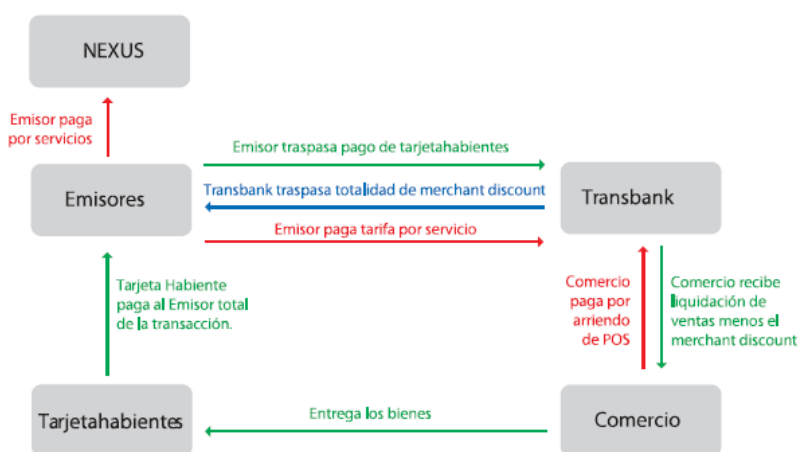 NEXUS
Emisor paga
por servicios
Emisor traspasa pago de tarjetahabientes
Emisores
Transbank traspasa totalidad de merchant discount
Transbank
Emisor paga tarifa por servicio
Tarjeta Habiente
paga al Emisor total
de la transacción.
Comercio
paga por
arriendo
de POS
Comercio recibe
liquidación de
ventas menos el
merchant discount
Tarjetahabientes
Entrega los bienes
Comercio